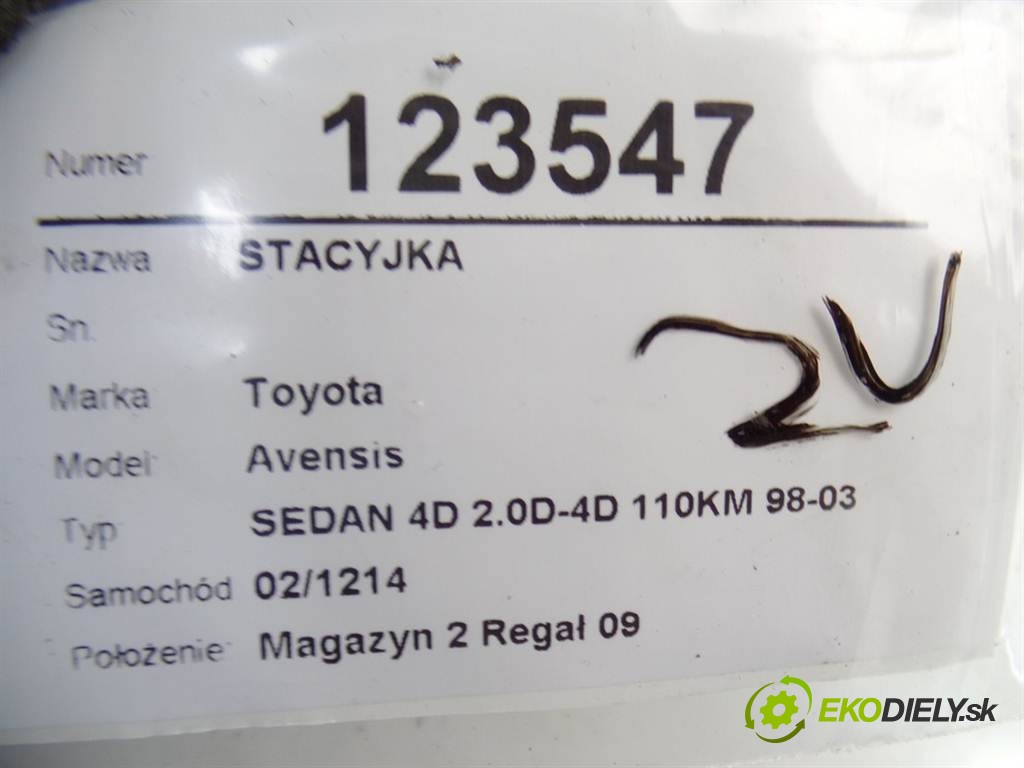 Numer 123547
Nazwa STACYJKA
Sn.
Marka Toyota
Model Avensis
Typ SEDAN 4D 2.0D-4D 110KM 98-03
Samochód 02/1214
Położenie Magazyn 2 Regał 09
2U
EKODIELY.sk